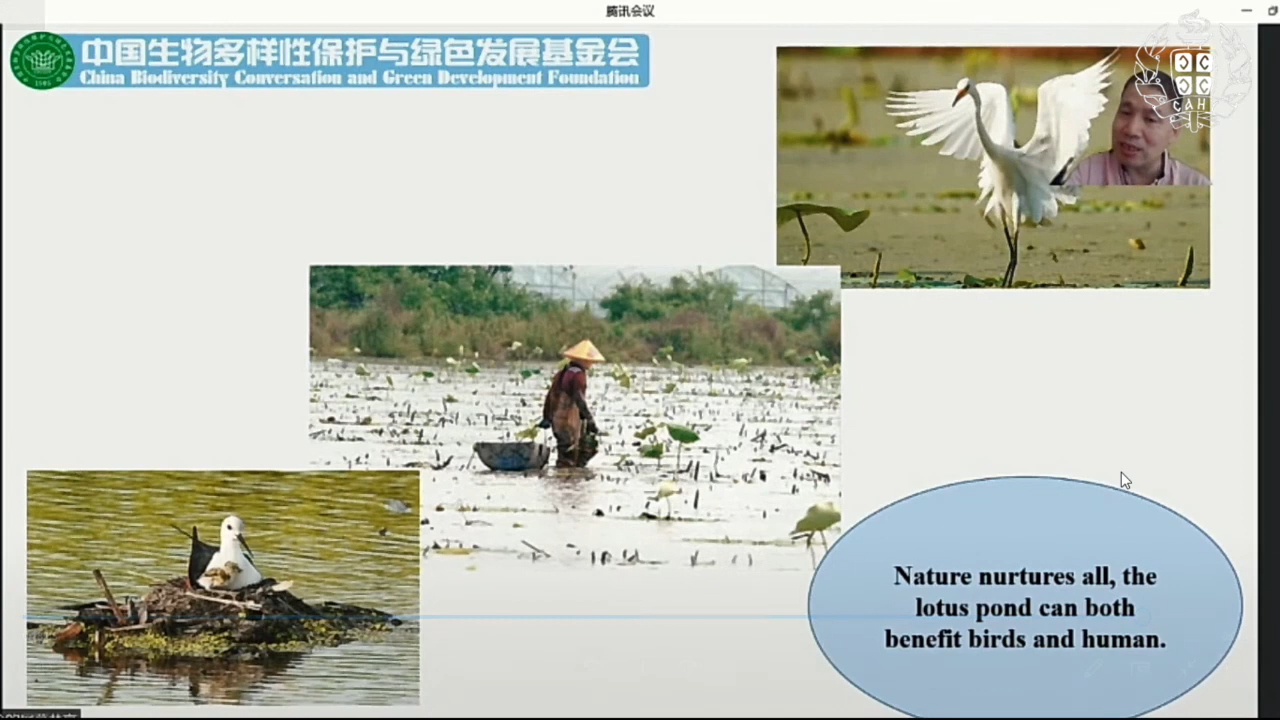 腾讯会议
中国生物多样性保护与绿色发展基金会
China Biodiversity Conversation and Green Development Foundation
1985
C A H
Nature nurtures all, the
lotus pond can both
benefit birds and human.